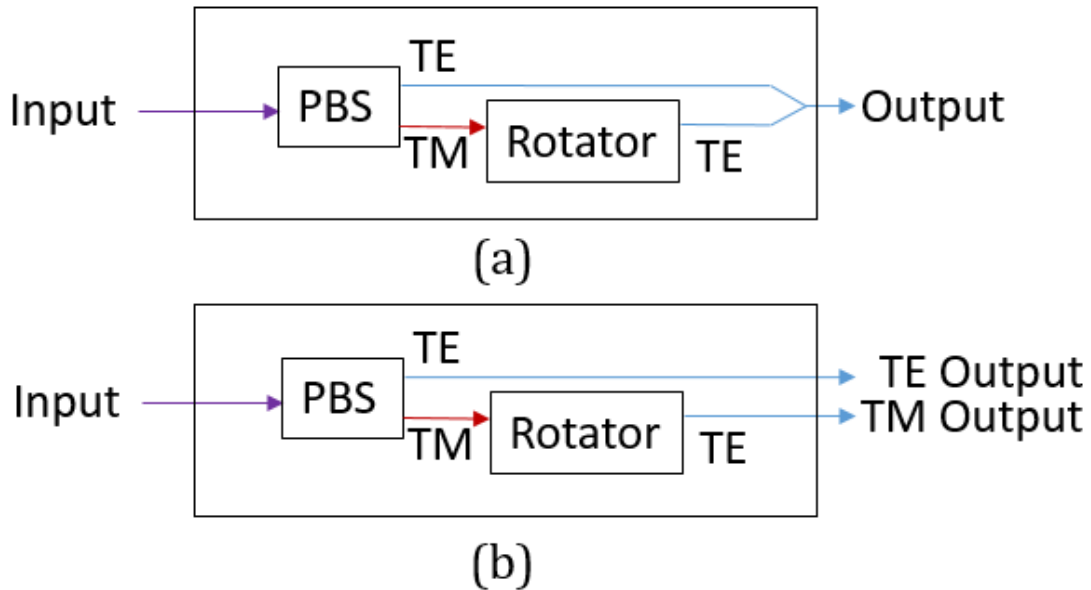 TE
Input PBS Output
TM Rotator TE
(a)
TE
TE Output
Input PBS
TM Output
TM Rotator TE
(b)